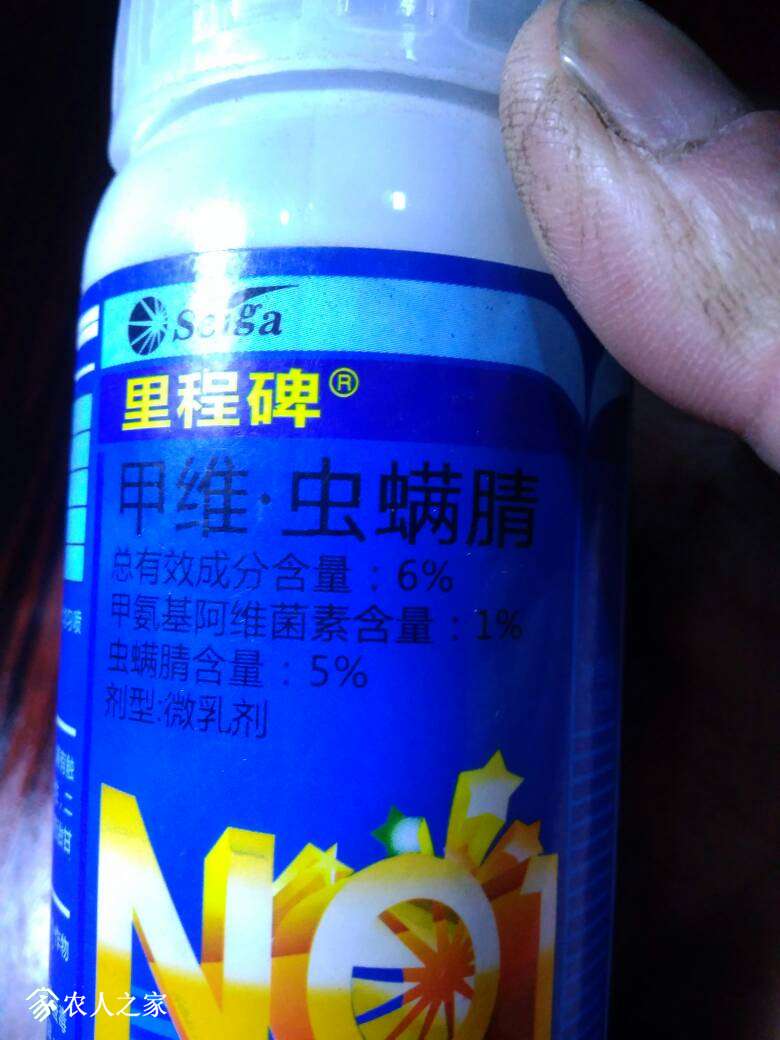 Seiga
里程碑®
甲维·虫螨腈
总有效成分含量：6%
甲氨基阿维菌素含量：1%
虫螨腈含量：5%
剂型:微乳剂
NO1
农人之家